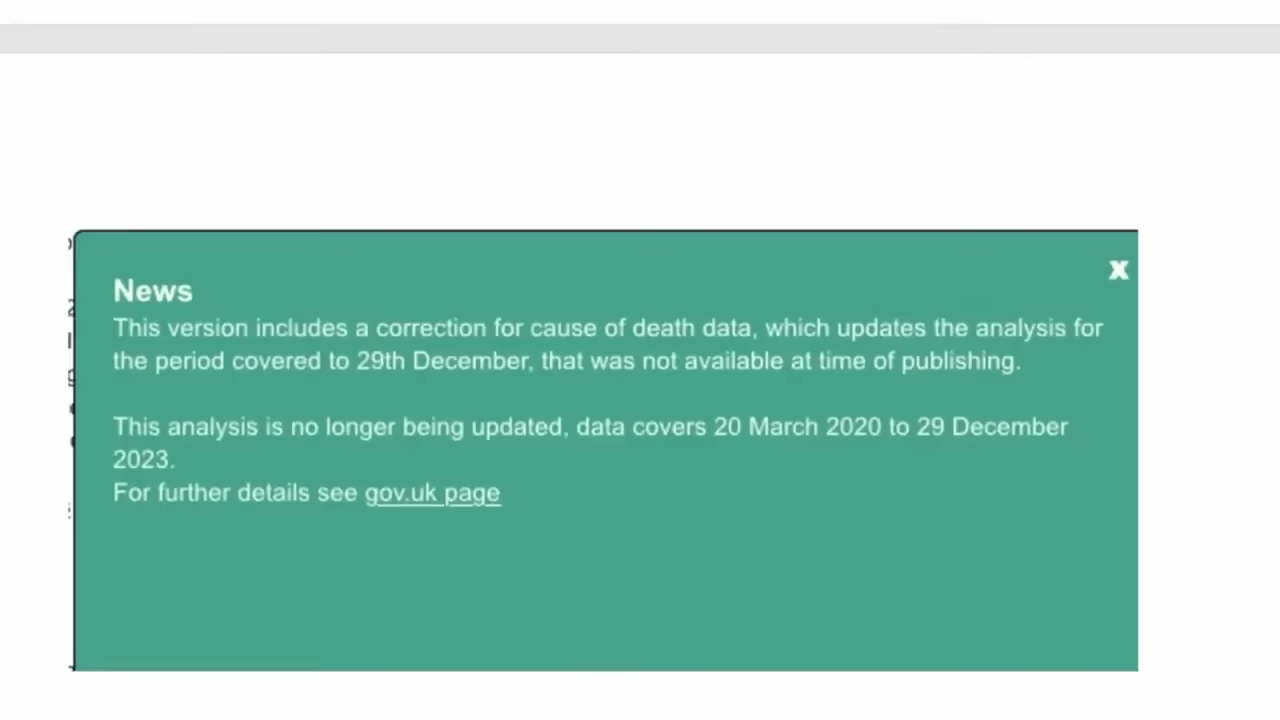 X
News
This version includes a correction for cause of death data, which updates the analysis for
the period covered to 29th December, that was not available at time of publishing.
This analysis is no longer being updated, data covers 20 March 2020 to 29 December
2023.
For further details see gov.uk page